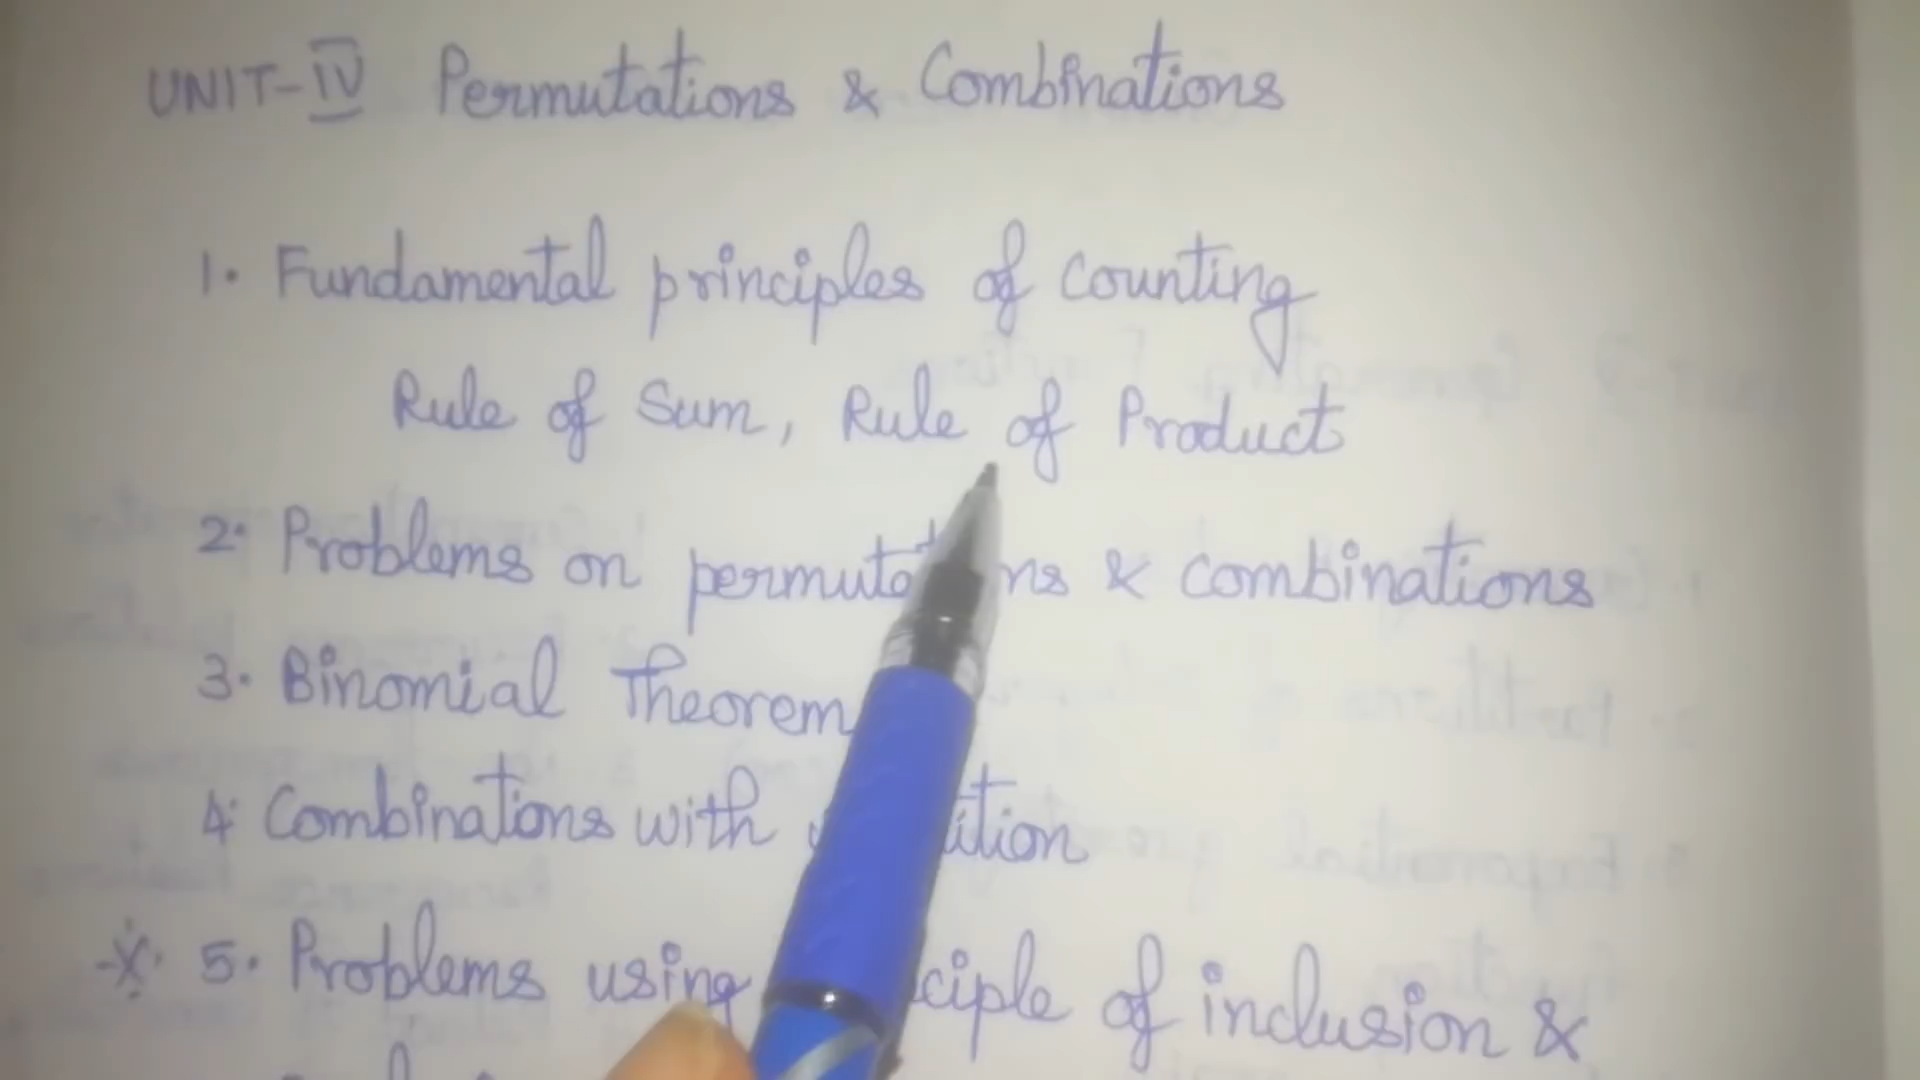 UNIT-IV Permutations & Combinations
1. Fundamental principles of counting
Rule of Sum, Rule of Product
2. Problems on & combinations
3. Binomial Theorem
4. Combinations with
5. Problems using of inclusion &